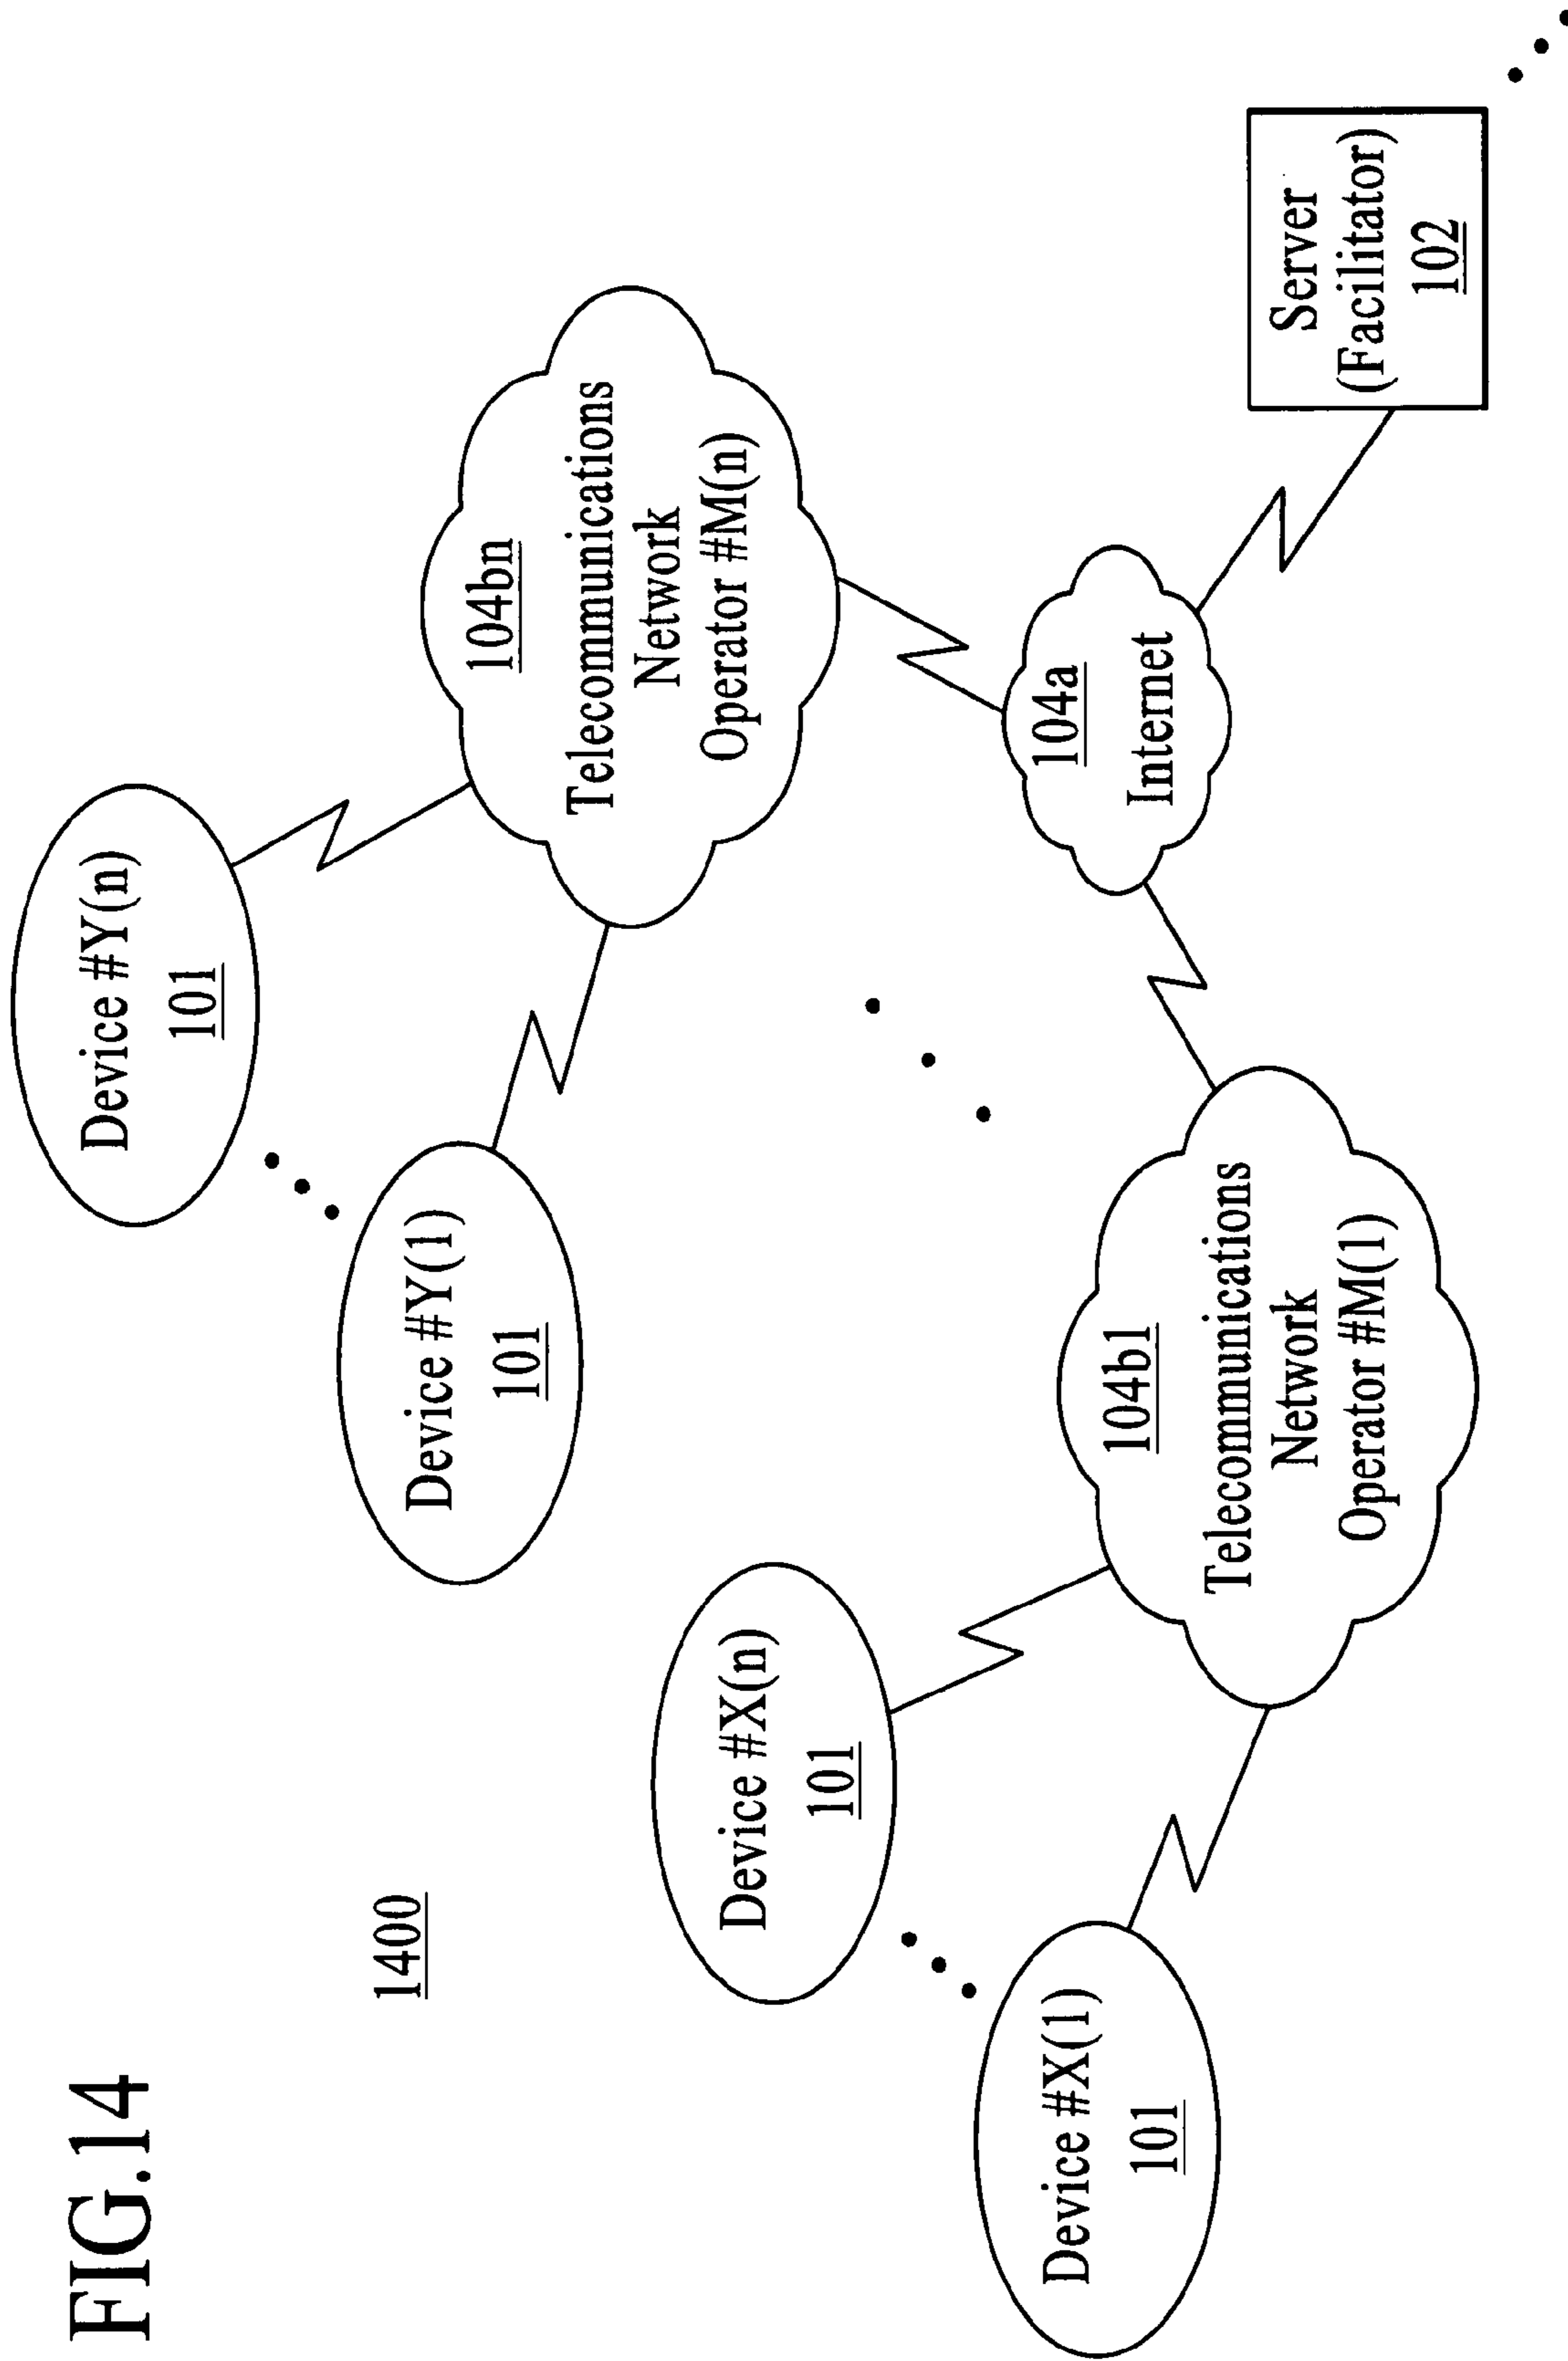 FIG.14
1400
Device #X(1)
101
Device #X(n)
101
Device #Y(1)
101
Device #Y(n)
101
104b1
Telecommunications
Network
Operator #M(1)
104bn
Telecommunications
Network
Operator #M(n)
104a
Internet
Server
(Facilitator)
102